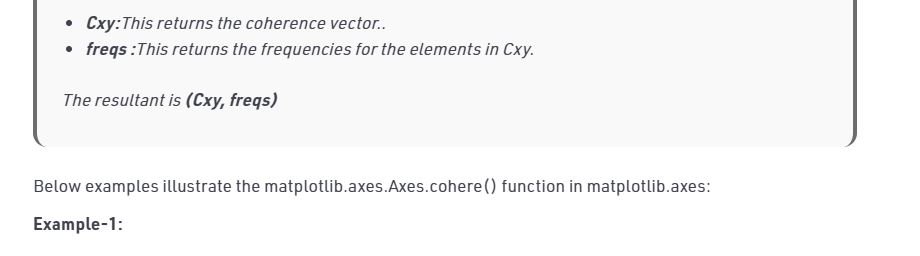 • Cxy:This returns the coherence vector..
• freqs :This returns the frequencies for the elements in Cxy.
The resultant is (Cxy, freqs)
Below examples illustrate the matplotlib.axes.Axes.cohere() function in matplotlib.axes:
Example-1: